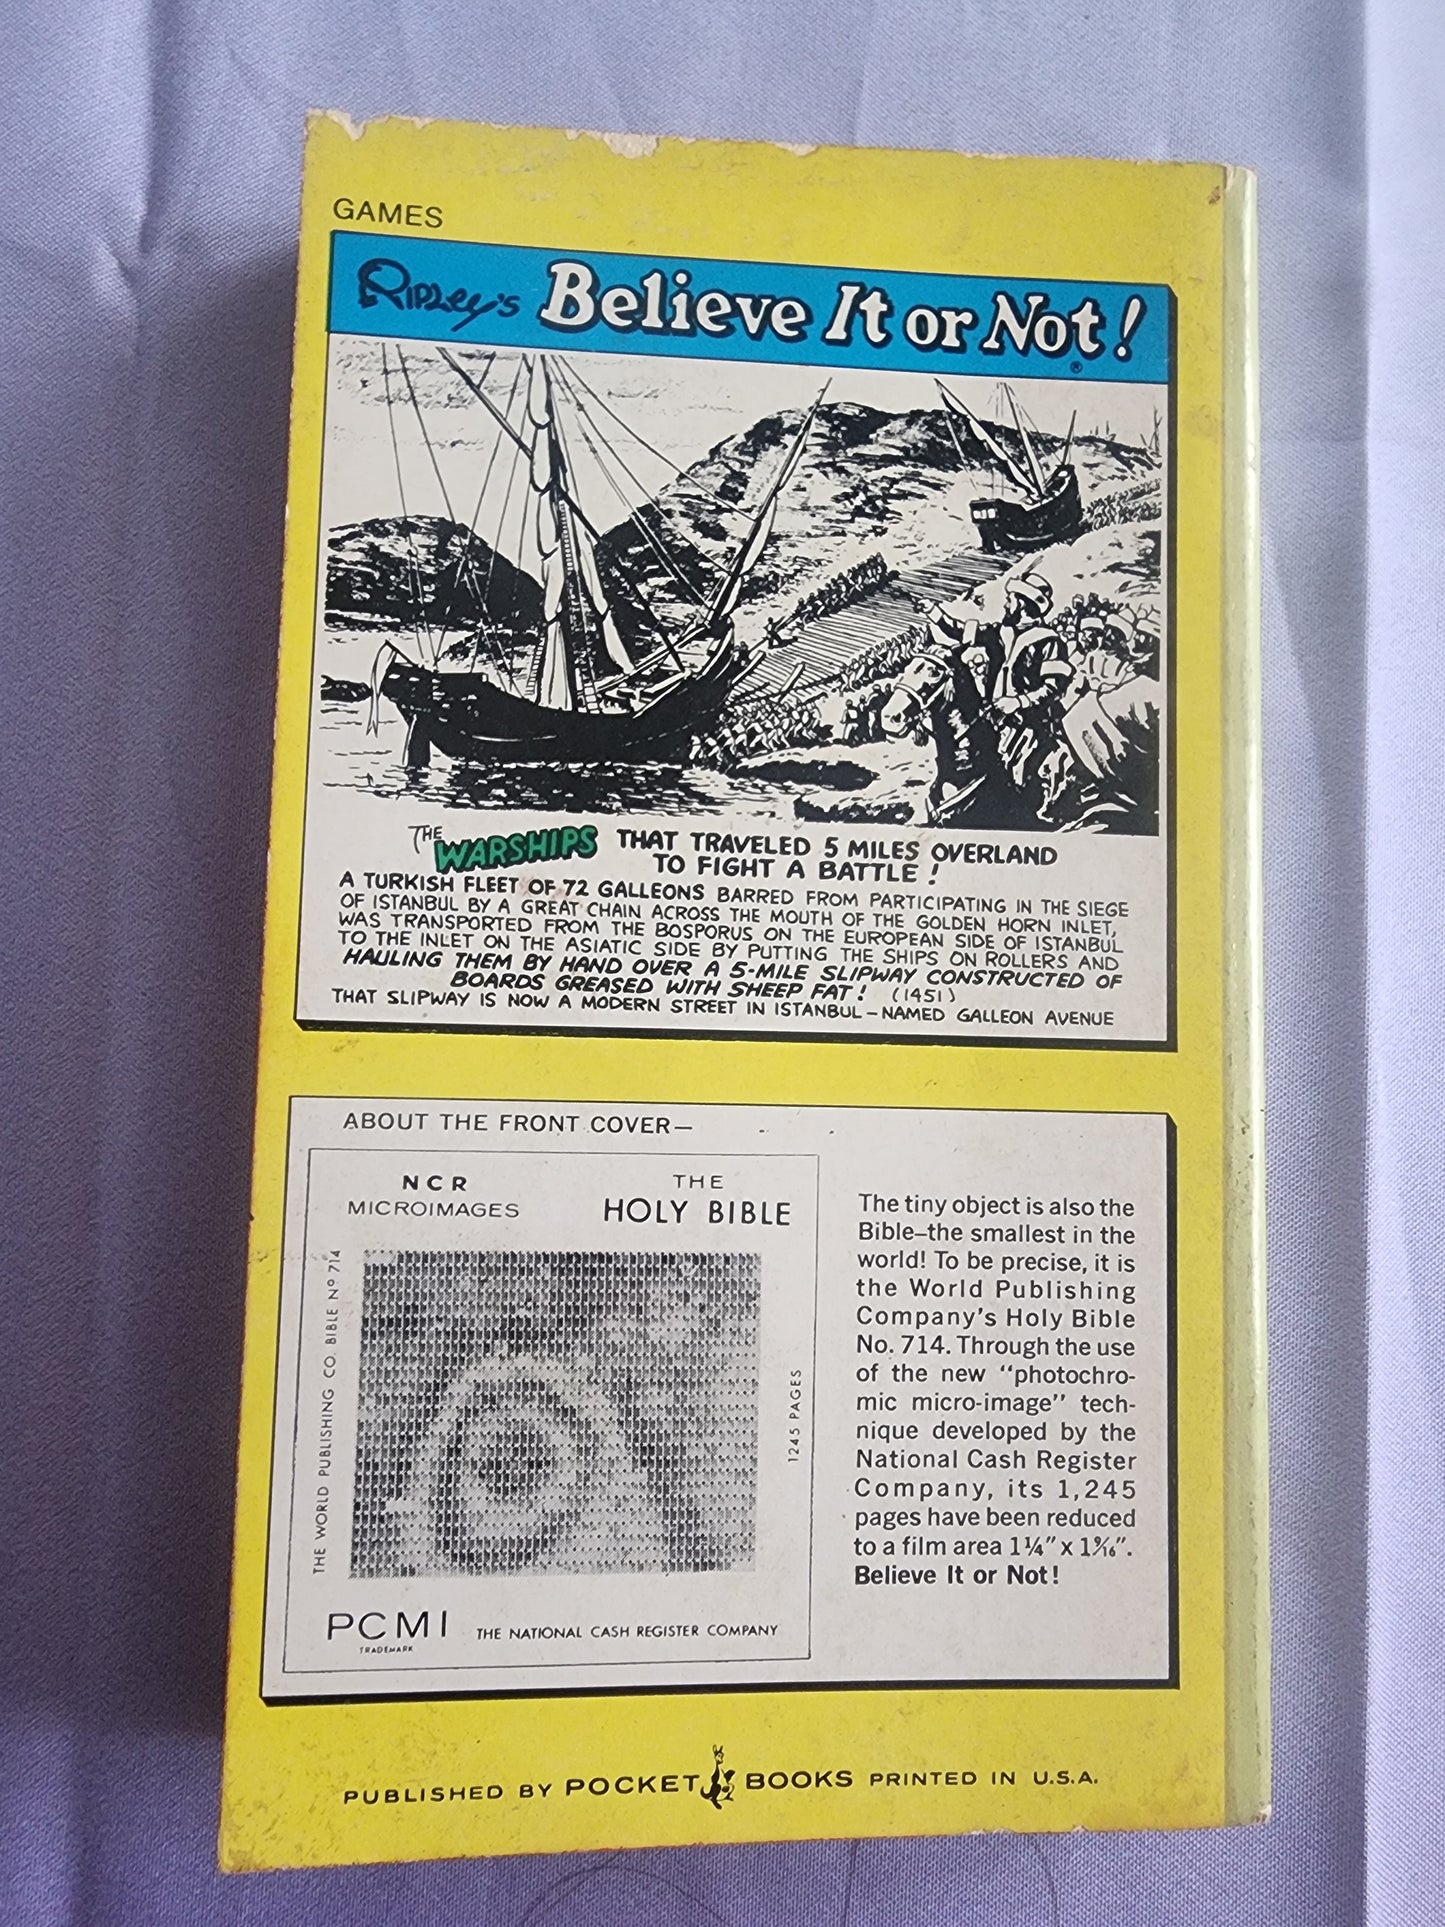 GAMES
RIPLEY'S Believe It or Not!
®
THE WARSHIPS THAT TRAVELED 5 MILES OVERLAND
TO FIGHT A BATTLE!
A TURKISH FLEET OF 72 GALLEONS BARRED FROM PARTICIPATING IN THE SIEGE
OF ISTANBUL BY A GREAT CHAIN ACROSS THE MOUTH OF THE GOLDEN HORN INLET,
WAS TRANSPORTED FROM THE BOSPORUS ON THE EUROPEAN SIDE OF ISTANBUL
TO THE INLET ON THE ASIATIC SIDE BY PUTTING THE SHIPS ON ROLLERS AND
HAULING THEM BY HAND OVER A 5-MILE SLIPWAY CONSTRUCTED OF
BOARDS GREASED WITH SHEEP FAT! (1451)
THAT SLIPWAY IS NOW A MODERN STREET IN ISTANBUL – NAMED GALLEON AVENUE
ABOUT THE FRONT COVER—
NCR
MICROIMAGES
THE
HOLY BIBLE
THE WORLD PUBLISHING CO. BIBLE Nº 714
1245 PAGES
PCMI
TRADEMARK
THE NATIONAL CASH REGISTER COMPANY
The tiny object is also the
Bible–the smallest in the
world! To be precise, it is
the World Publishing
Company's Holy Bible
No. 714. Through the use
of the new "photochro-
mic micro-image" tech-
nique developed by the
National Cash Register
Company, its 1,245
pages have been reduced
to a film area 1¼" x 1⁹⁄₁₆".
Believe It or Not!
PUBLISHED BY POCKET BOOKS PRINTED IN U.S.A.